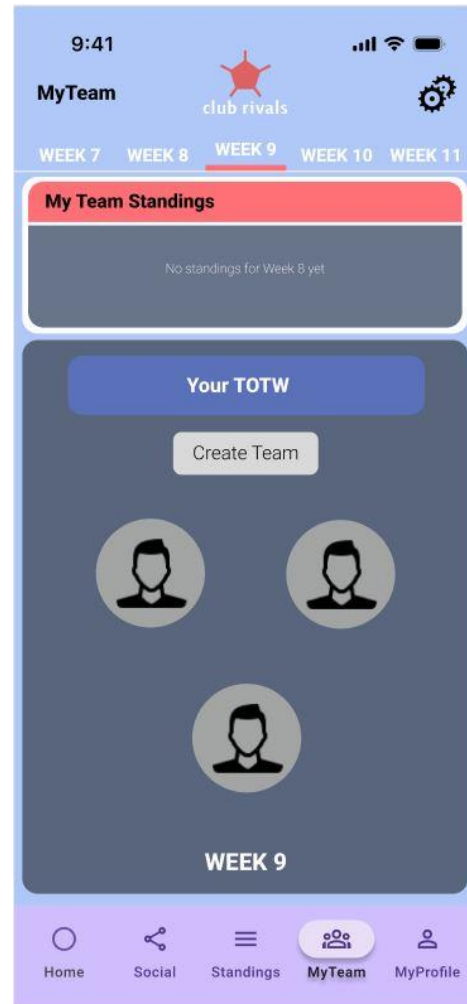 9:41
MyTeam
club rivals
WEEK 7 WEEK 8 WEEK 9 WEEK 10 WEEK 11
My Team Standings
No standings for Week 8 yet
Your TOTW
Create Team
WEEK 9
Home Social Standings MyTeam MyProfile